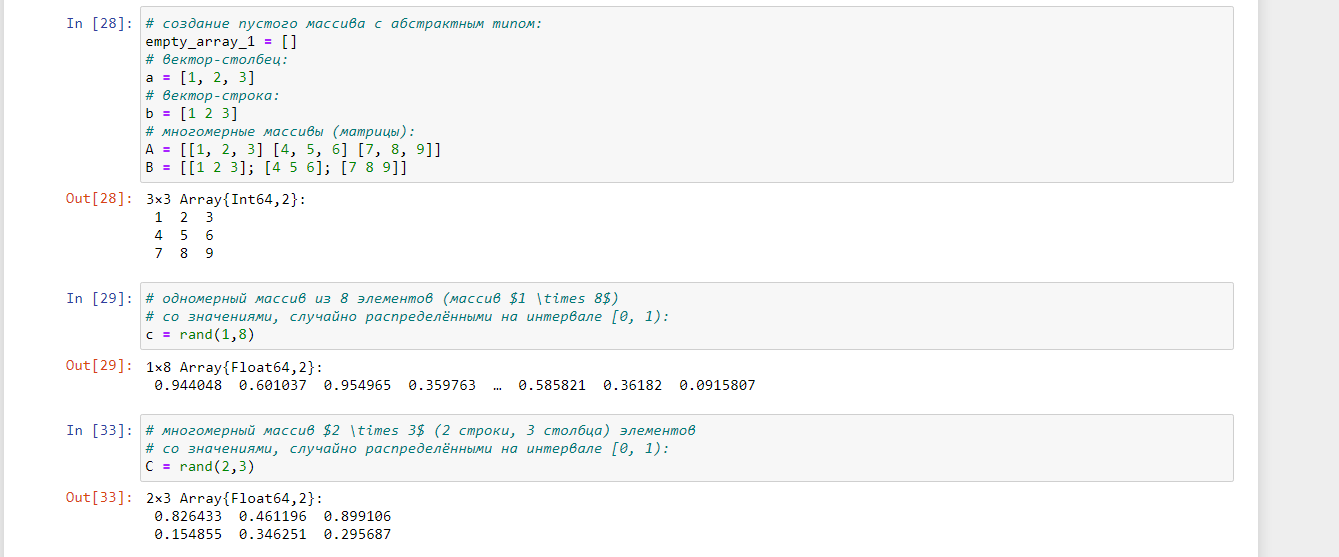 In [28]: # создание пустого массива с абстрактным типом:
empty_array_1 = []
# вектор-столбец:
a = [1, 2, 3]
# вектор-строка:
b = [1 2 3]
# многомерные массивы (матрицы):
A = [[1, 2, 3] [4, 5, 6] [7, 8, 9]]
B = [[1 2 3]; [4 5 6]; [7 8 9]]
Out[28]: 3×3 Array{Int64,2}:
1 2 3
4 5 6
7 8 9
In [29]: # одномерный массив из 8 элементов (массив $1 \times 8$)
# со значениями, случайно распределёнными на интервале [0, 1):
c = rand(1,8)
Out[29]: 1×8 Array{Float64,2}:
0.944048 0.601037 0.954965 0.359763 … 0.585821 0.36182 0.0915807
In [33]: # многомерный массив $2 \times 3$ (2 строки, 3 столбца) элементов
# со значениями, случайно распределёнными на интервале [0, 1):
C = rand(2,3)
Out[33]: 2×3 Array{Float64,2}:
0.826433 0.461196 0.899106
0.154855 0.346251 0.295687